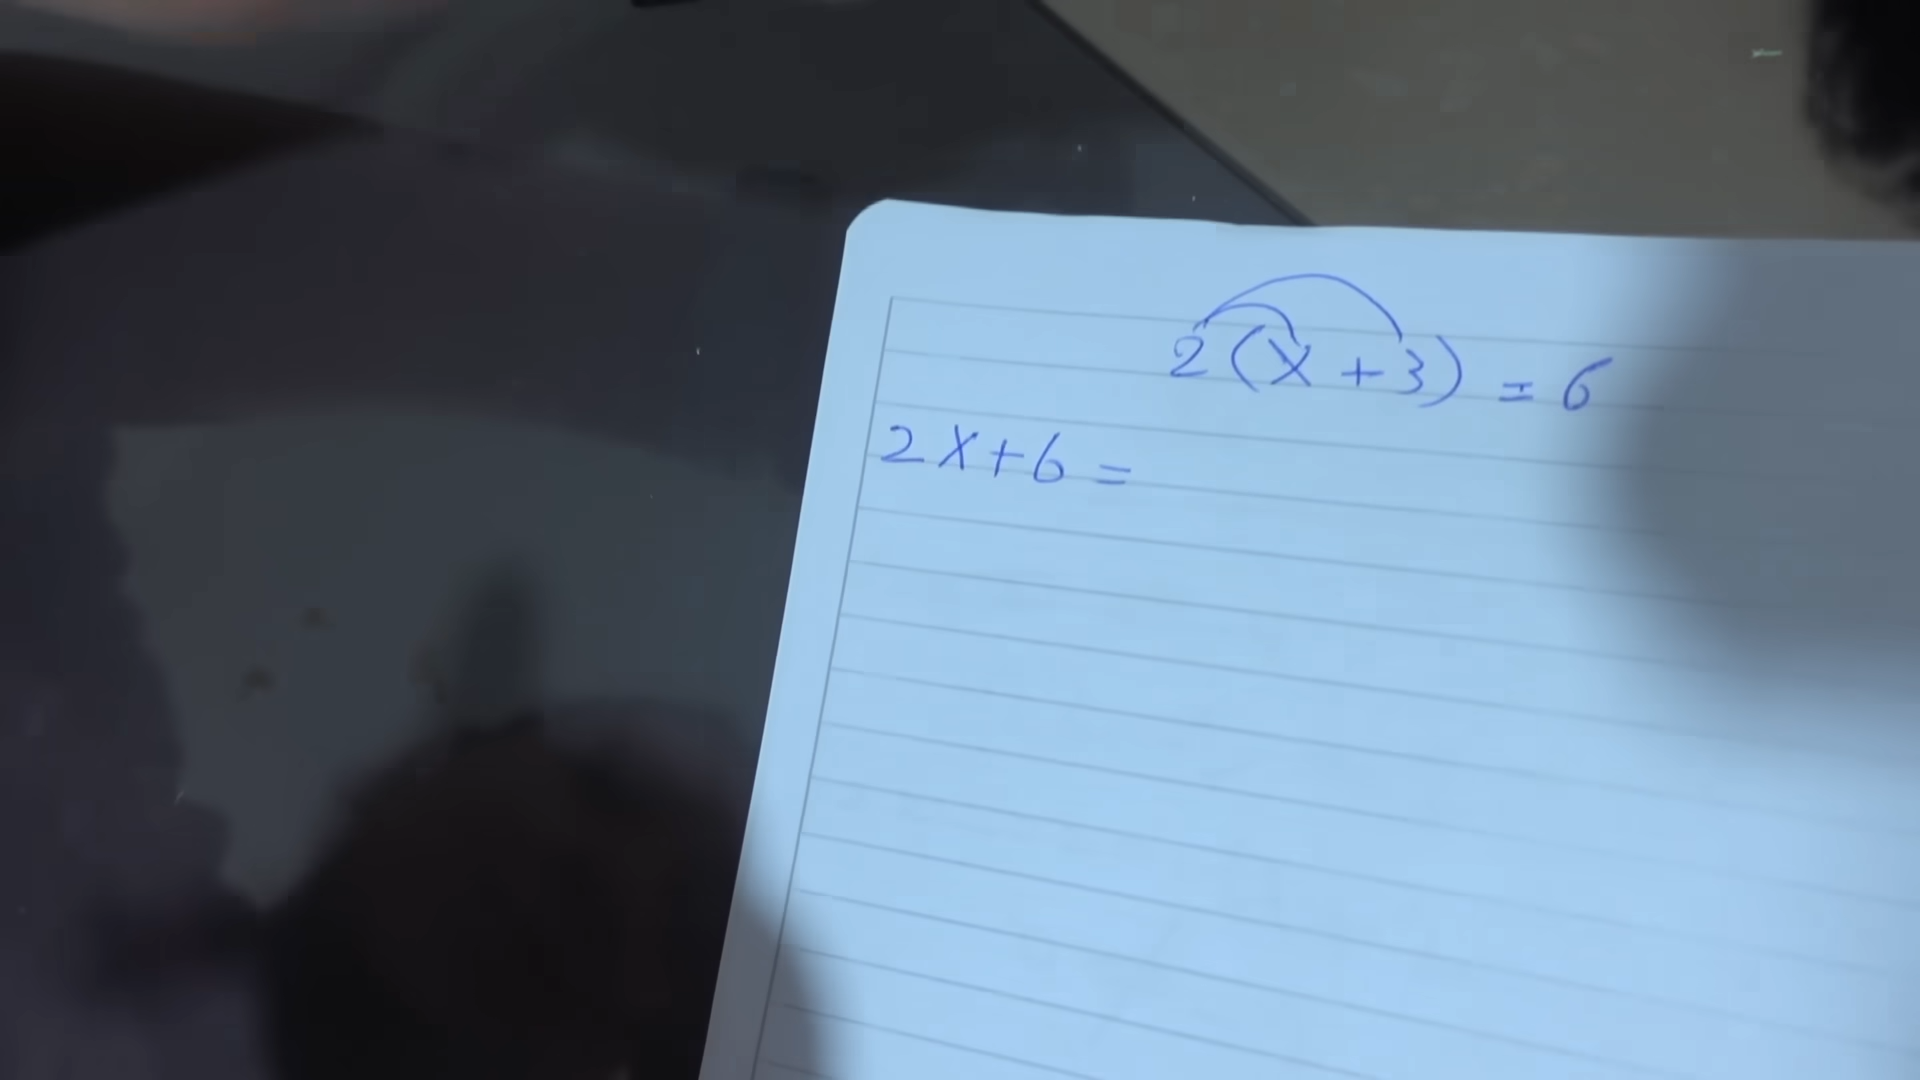 2(x+3) = 6
2x+6 =